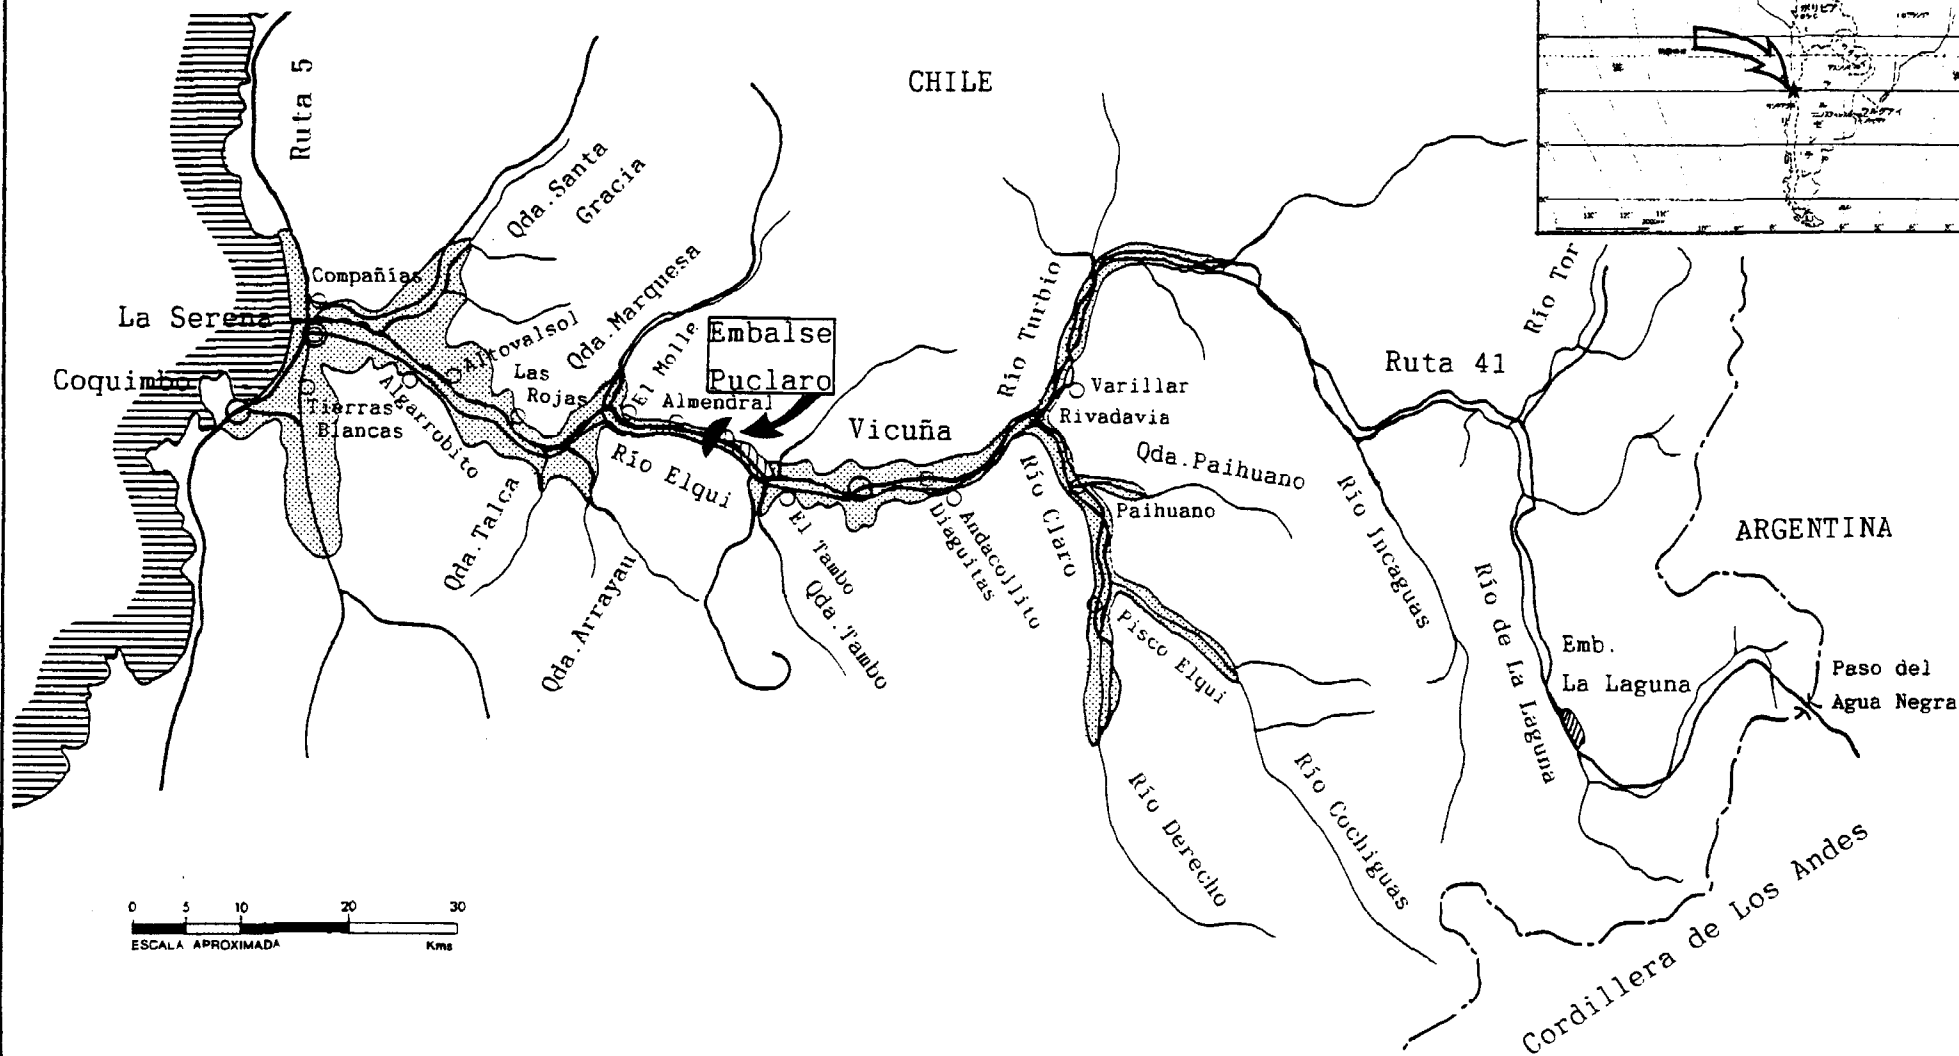 CHILE
Ruta 5
Qda.Santa
Gracia
Compañías
La Serena
Coquimbo
Tierras
Blancas
Altovalsol
Algarrobito
Las
Rojas
Qda.Marquesa
El Molle
Embalse
Puclaro
Almendral
Río Elqui
Qda.Talca
Qda.Arrayau
Vicuña
El Tambo
Qda.Tambo
Diaguitas
Andacollito
Río Turbio
Varillar
Rivadavia
Río Claro
Qda.Paihuano
Paihuano
Pisco Elqui
Río Derecho
Río Cochiguas
Río Incaguas
Ruta 41
Río Tor
Río de La Laguna
Emb.
La Laguna
ARGENTINA
Paso del
Agua Negra
Cordillera de Los Andes
0 5 10 20 30
ESCALA APROXIMADA Kms